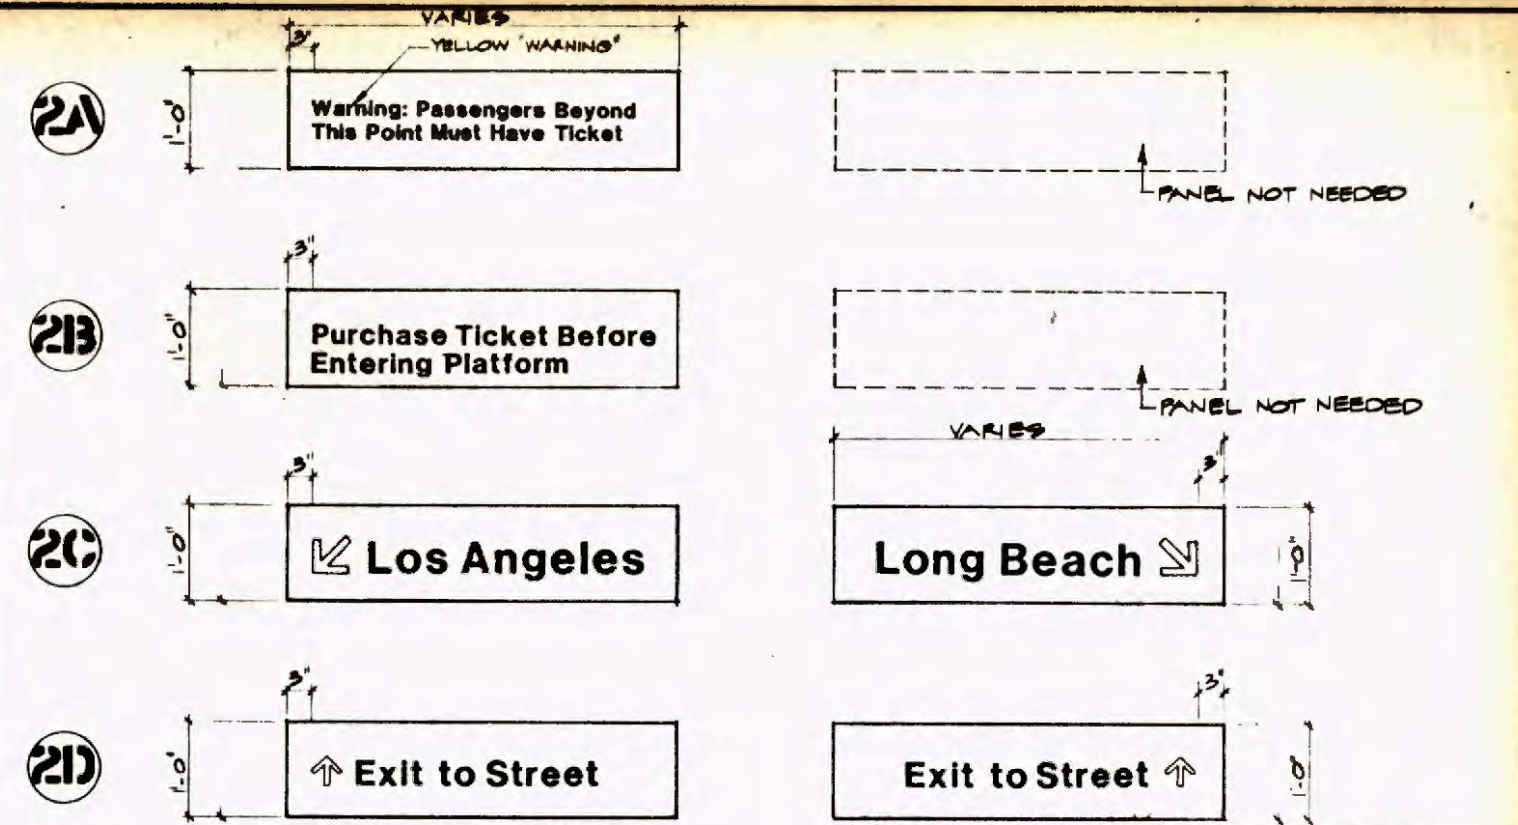 VARIES
3"
YELLOW "WARNING"
2A
1'-0"
Warning: Passengers Beyond
This Point Must Have Ticket
PANEL NOT NEEDED
3"
2B
1'-0"
Purchase Ticket Before
Entering Platform
PANEL NOT NEEDED
VARIES
3"
3"
2C
1'-0"
Los Angeles
Long Beach
1'-0"
3"
3"
2D
1'-0"
Exit to Street
Exit to Street
1'-0"